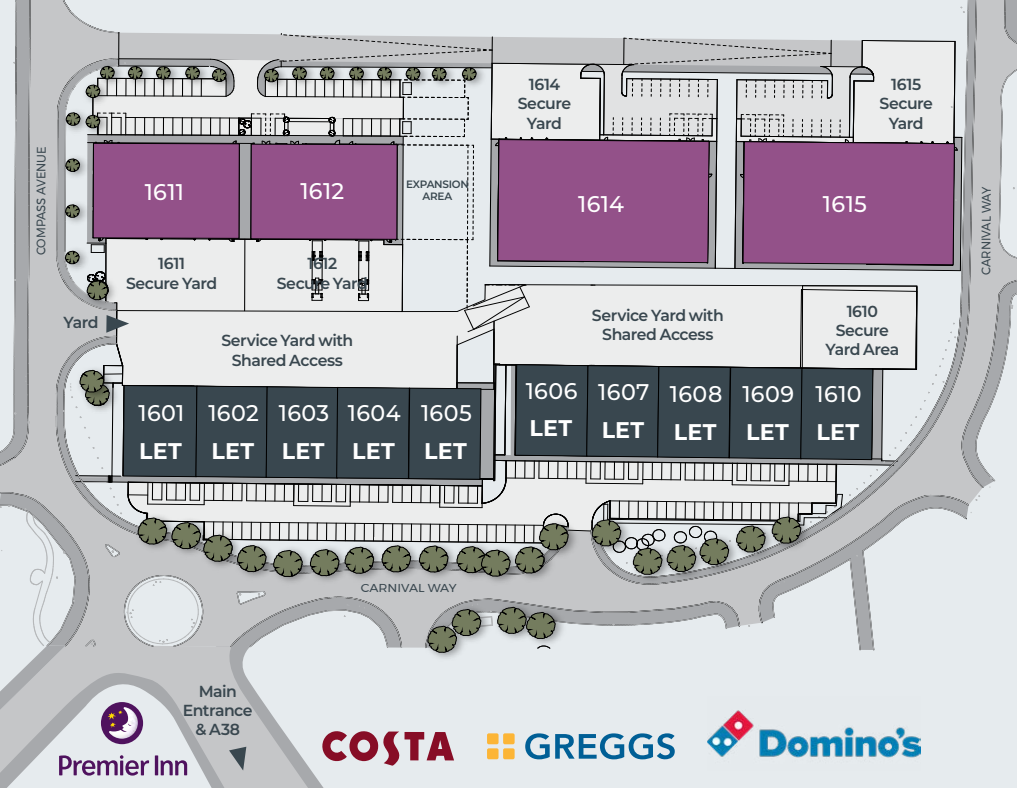 1614
Secure
Yard
1615
Secure
Yard
COMPASS AVENUE
1611
1612
EXPANSION
AREA
1614
1615
CARNIVAL WAY
1611
Secure Yard
1612
Secure Yard
Yard
Service Yard with
Shared Access
Service Yard with
Shared Access
1610
Secure
Yard Area
1601
LET
1602
LET
1603
LET
1604
LET
1605
LET
1606
LET
1607
LET
1608
LET
1609
LET
1610
LET
CARNIVAL WAY
Main
Entrance
& A38
Premier Inn
COSTA
GREGGS
Domino's